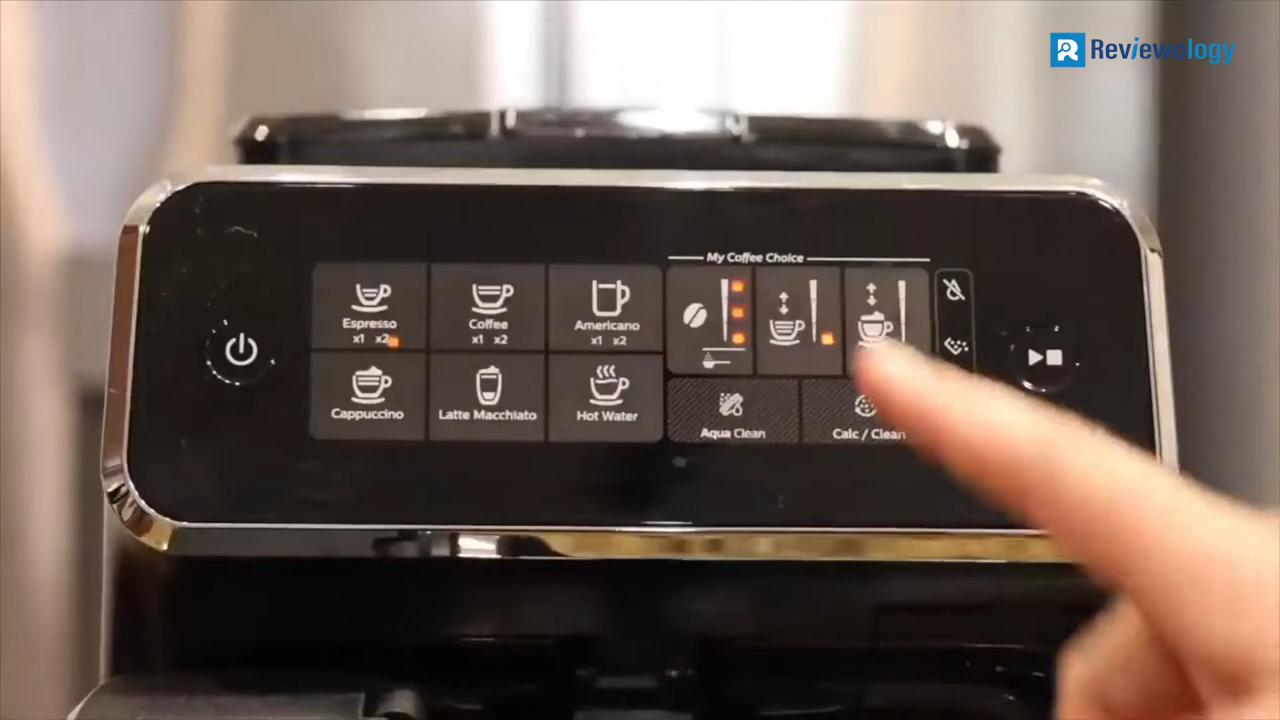 Reviewology
My Coffee Choice
Espresso
x1 x2
Coffee
x1 x2
Americano
x1 x2
Cappuccino
Latte Macchiato
Hot Water
Aqua Clean
Calc / Clean